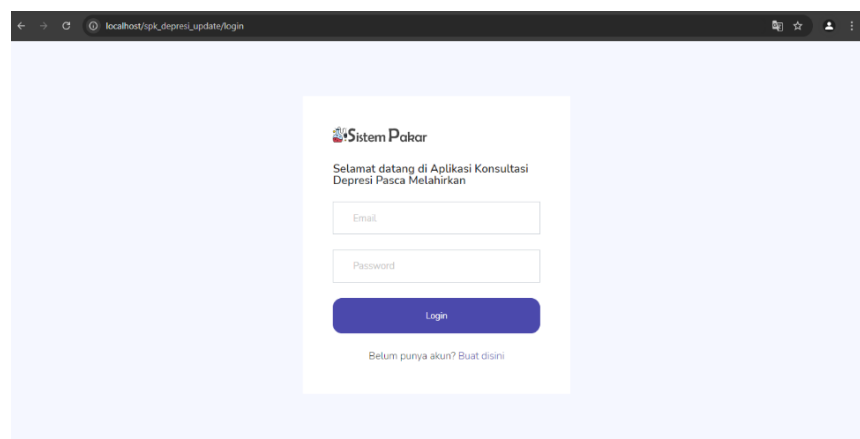 localhost/spk_depresi_update/login
Sistem Pakar
Selamat datang di Aplikasi Konsultasi
Depresi Pasca Melahirkan
Email
Password
Login
Belum punya akun? Buat disini